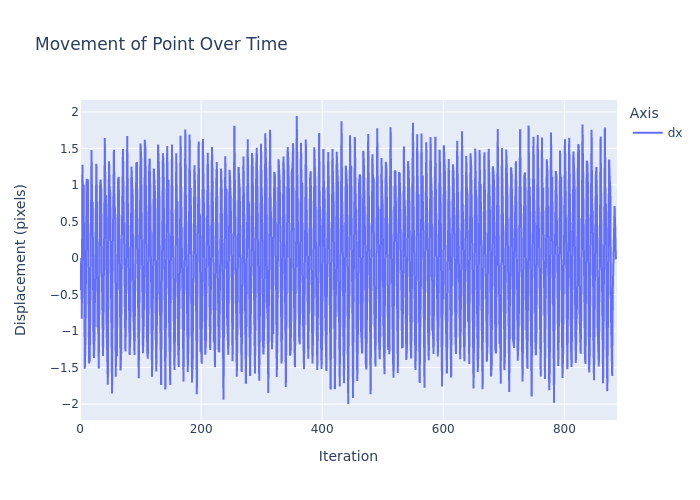 Movement of Point Over Time
Axis
dx
2
1.5
1
0.5
0
−0.5
−1
−1.5
−2
Displacement (pixels)
0
200
400
600
800
Iteration